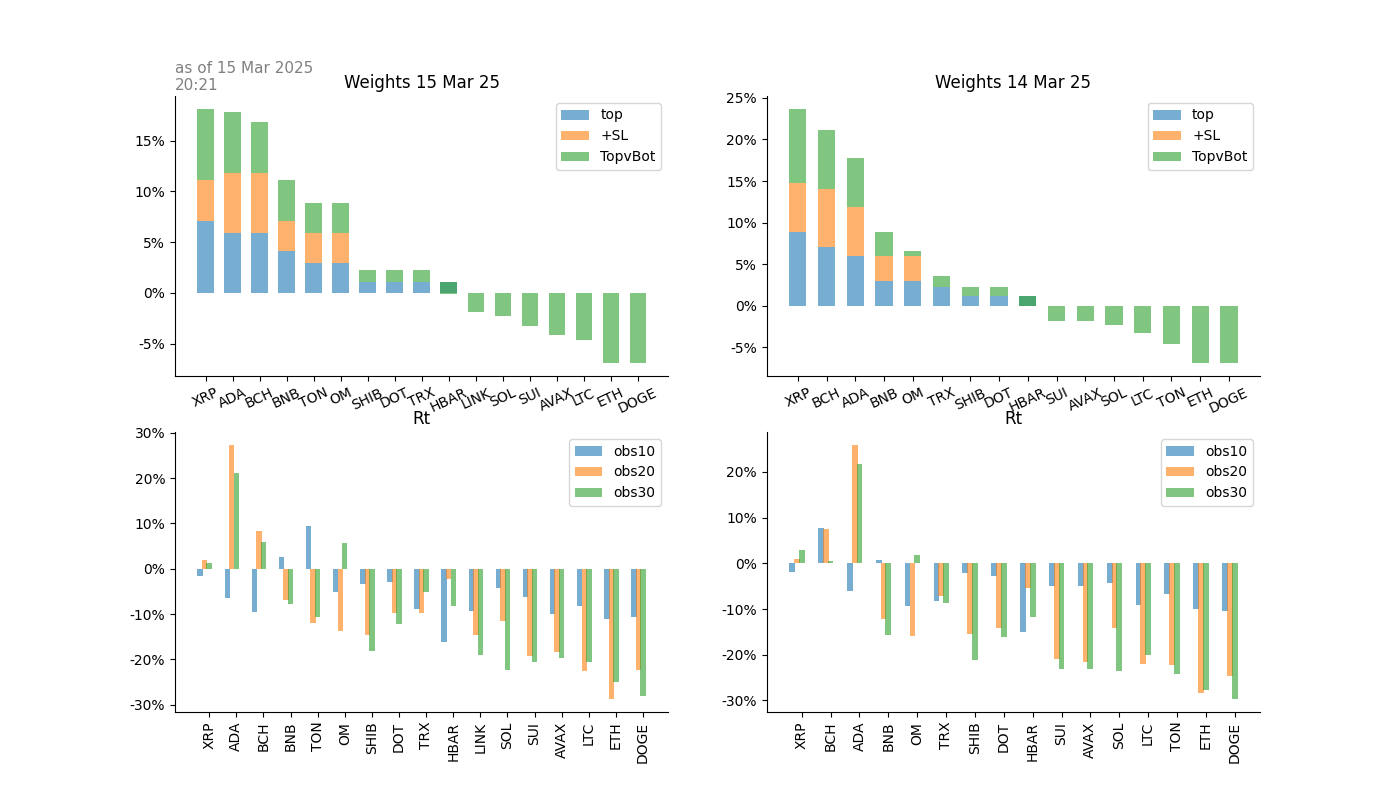 as of 15 Mar 2025
20:21
Weights 15 Mar 25
15%
10%
5%
0%
-5%
top
+SL
TopvBot
XRP ADA BCH BNB TON OM SHIB DOT TRX HBAR LINK SOL SUI AVAX LTC ETH DOGE
Weights 14 Mar 25
25%
20%
15%
10%
5%
0%
-5%
top
+SL
TopvBot
XRP BCH ADA BNB OM TRX SHIB DOT HBAR SUI AVAX SOL LTC TON ETH DOGE
Rt
30%
20%
10%
0%
-10%
-20%
-30%
obs10
obs20
obs30
XRP ADA BCH BNB TON OM SHIB DOT TRX HBAR LINK SOL SUI AVAX LTC ETH DOGE
Rt
20%
10%
0%
-10%
-20%
-30%
obs10
obs20
obs30
XRP BCH ADA BNB OM TRX SHIB DOT HBAR SUI AVAX SOL LTC TON ETH DOGE